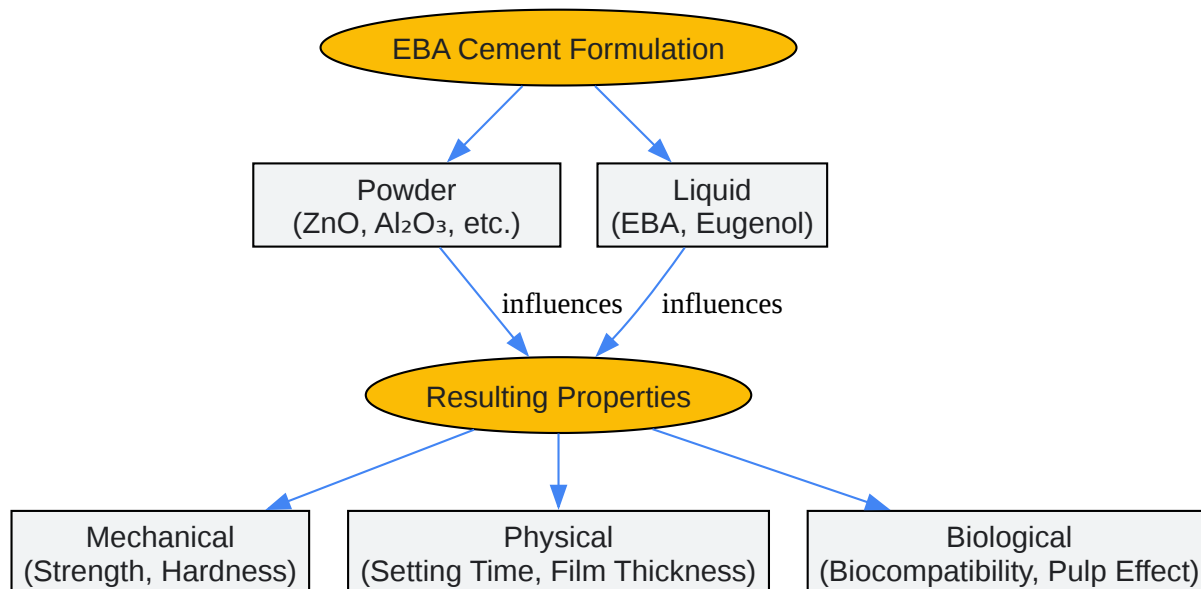 EBA Cement Formulation
Powder
(ZnO, Al₂O₃, etc.)
Liquid
(EBA, Eugenol)
influences
influences
Resulting Properties
Mechanical
(Strength, Hardness)
Physical
(Setting Time, Film Thickness)
Biological
(Biocompatibility, Pulp Effect)